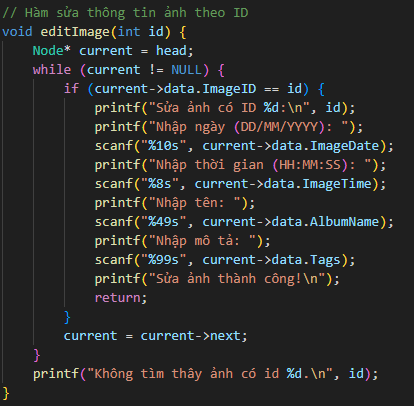 // Hàm sửa thông tin ảnh theo ID
void editImage(int id) {
    Node* current = head;
    while (current != NULL) {
        if (current->data.ImageID == id) {
            printf("Sửa ảnh có ID %d:\n", id);
            printf("Nhập ngày (DD/MM/YYYY): ");
            scanf("%10s", current->data.ImageDate);
            printf("Nhập thời gian (HH:MM:SS): ");
            scanf("%8s", current->data.ImageTime);
            printf("Nhập tên: ");
            scanf("%49s", current->data.AlbumName);
            printf("Nhập mô tả: ");
            scanf("%99s", current->data.Tags);
            printf("Sửa ảnh thành công!\n");
            return;
        }
        current = current->next;
    }
    printf("Không tìm thấy ảnh có id %d.\n", id);
}